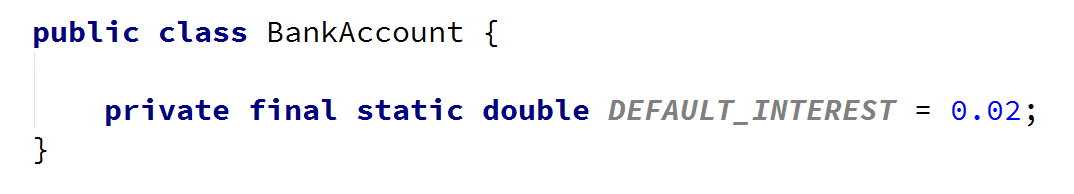 public class BankAccount {
private final static double DEFAULT_INTEREST = 0.02;
}